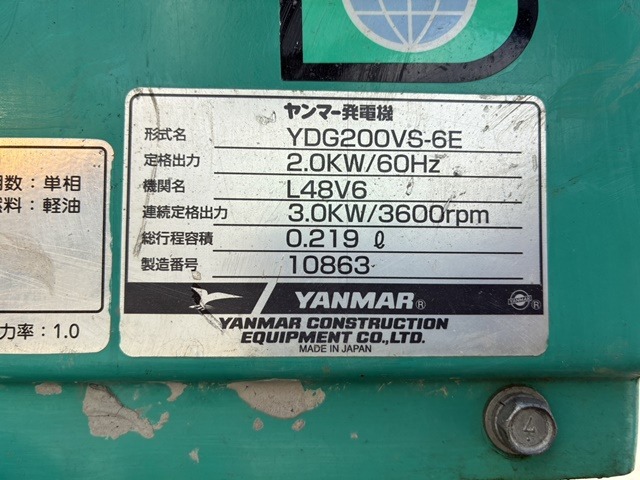 ヤンマー発電機
形式名 YDG200VS-6E
定格出力 2.0KW/60Hz
機関名 L48V6
連続定格出力 3.0KW/3600rpm
総行程容積 0.219 ℓ
製造番号 10863
YANMAR®
YANMAR CONSTRUCTION
EQUIPMENT CO.,LTD.
MADE IN JAPAN
数：単相
料：軽油
力率：1.0